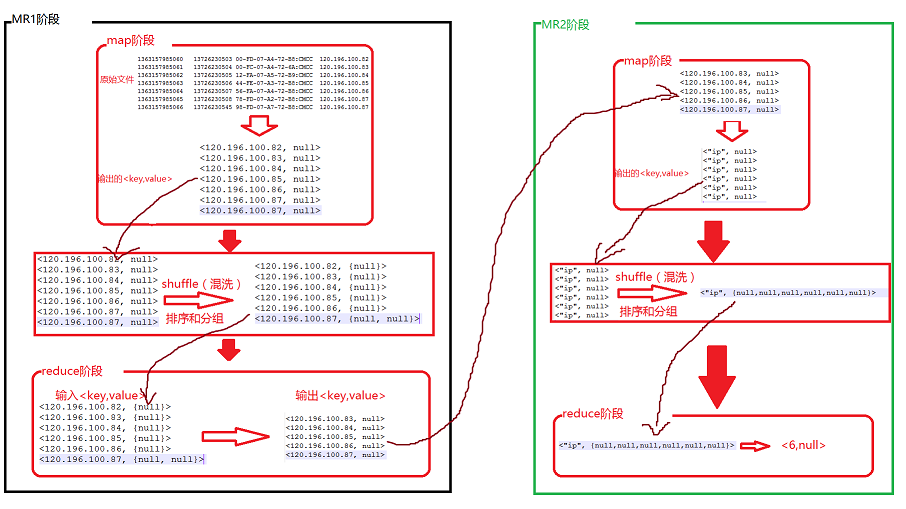 MR1阶段
map阶段
原始文件
1363157985060 13726230503 00-FD-07-A4-72-B8:CMCC 120.196.100.82
1363157985061 13726230504 00-FD-07-A4-72-6A:CMCC 120.196.100.83
1363157985062 13726230505 12-FA-07-A5-72-B9:CMCC 120.196.100.84
1363157985063 13726230506 44-FE-07-A3-72-56:CMCC 120.196.100.85
1363157985064 13726230507 56-FA-07-A2-72-B8:CMCC 120.196.100.86
1363157985065 13726230508 78-FD-07-A2-72-B8:CMCC 120.196.100.87
1363157985066 13726230545 98-FD-07-A7-72-B8:CMCC 120.196.100.87
<120.196.100.82, null>
<120.196.100.83, null>
<120.196.100.84, null>
输出的<key,value>
<120.196.100.85, null>
<120.196.100.86, null>
<120.196.100.87, null>
<120.196.100.87, null>
<120.196.100.82, null>
<120.196.100.83, null>
<120.196.100.84, null>
<120.196.100.85, null>
<120.196.100.86, null>
<120.196.100.87, null>
<120.196.100.87, null>
shuffle（混洗）
排序和分组
<120.196.100.82, {null}>
<120.196.100.83, {null}>
<120.196.100.84, {null}>
<120.196.100.85, {null}>
<120.196.100.86, {null}>
<120.196.100.87, {null, null}>
reduce阶段
输入<key,value>
<120.196.100.82, {null}>
<120.196.100.83, {null}>
<120.196.100.84, {null}>
<120.196.100.85, {null}>
<120.196.100.86, {null}>
<120.196.100.87, {null, null}>
输出<key,value>
<120.196.100.83, null>
<120.196.100.84, null>
<120.196.100.85, null>
<120.196.100.86, null>
<120.196.100.87, null>
MR2阶段
map阶段
<120.196.100.83, null>
<120.196.100.84, null>
<120.196.100.85, null>
<120.196.100.86, null>
<120.196.100.87, null>
<"ip", null>
<"ip", null>
输出的<key,value>
<"ip", null>
<"ip", null>
<"ip", null>
<"ip", null>
<"ip", null>
<"ip", null>
<"ip", null>
<"ip", null>
<"ip", null>
<"ip", null>
shuffle（混洗）
排序和分组
<"ip", {null,null,null,null,null,null}>
reduce阶段
<"ip", {null,null,null,null,null,null}>
<6,null>